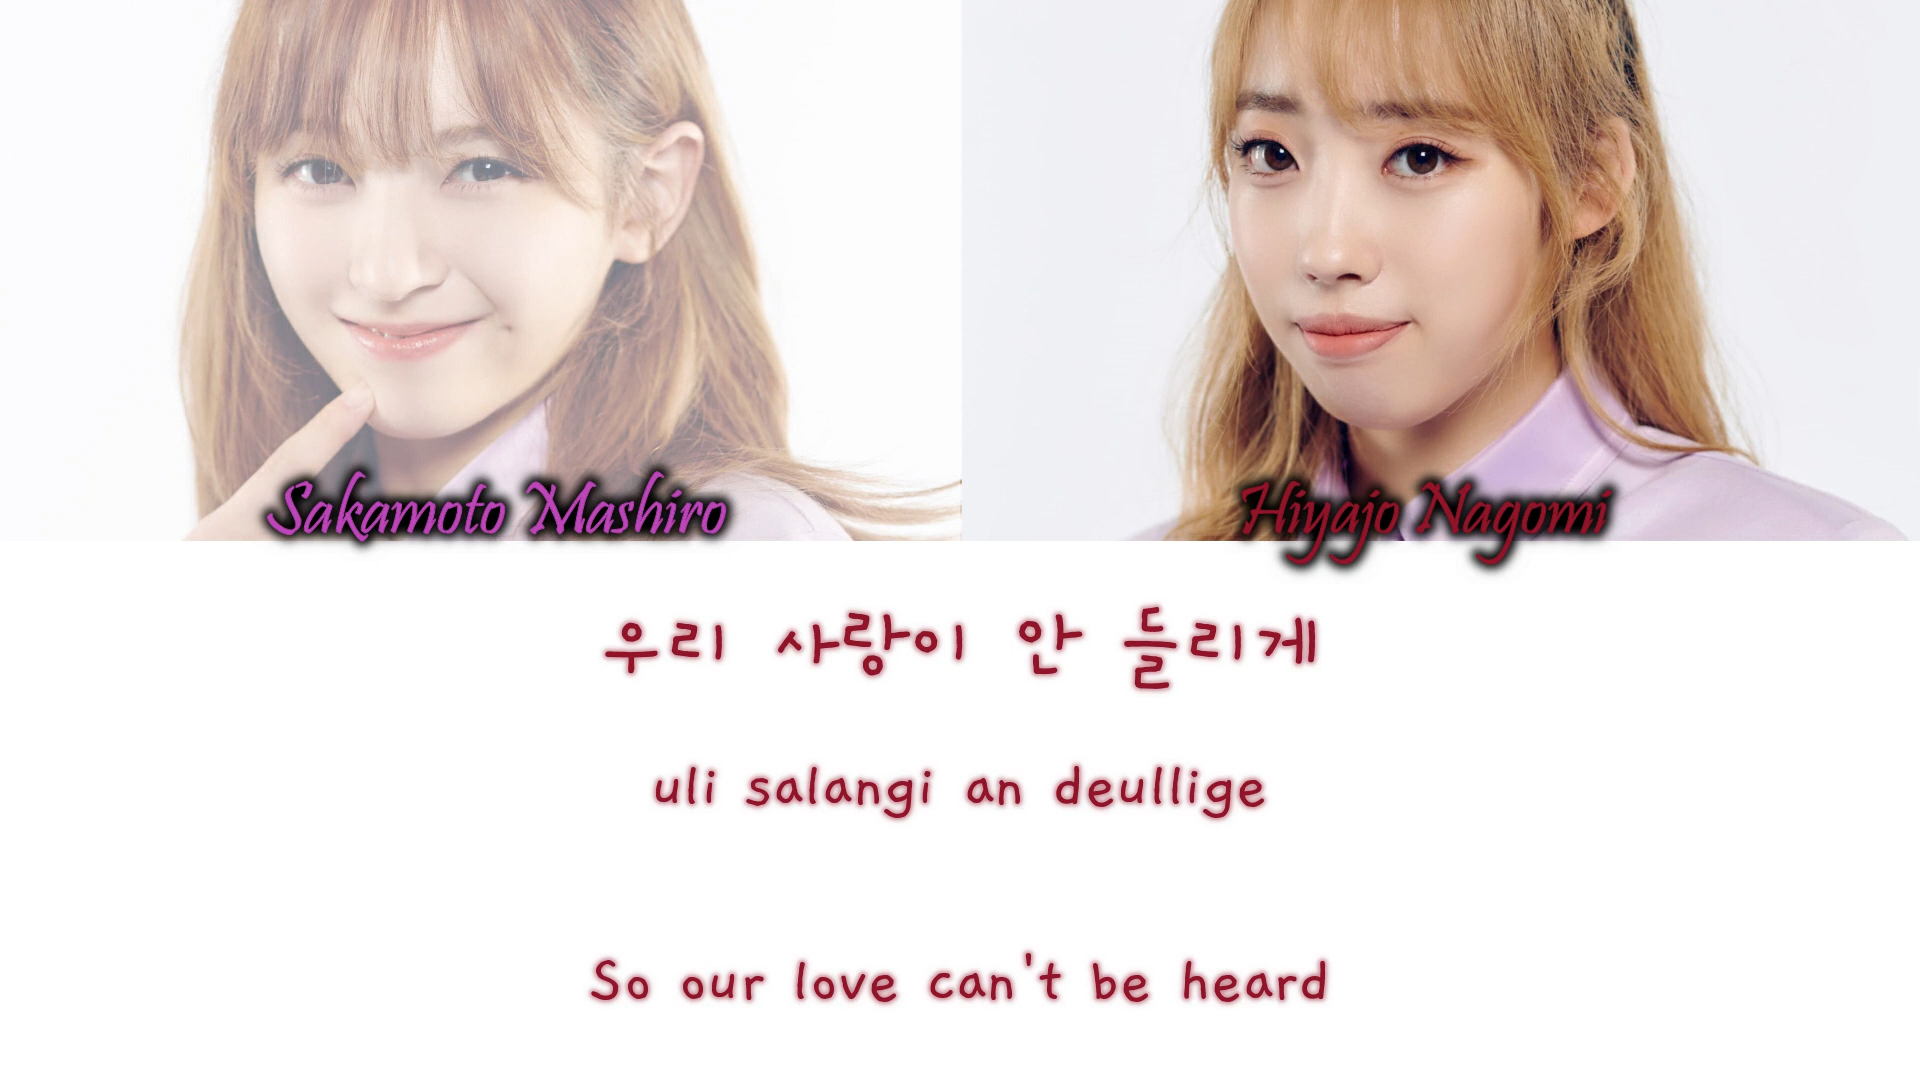 Sakamoto Mashiro
Hiyajo Nagomi
우리 사랑이 안 들리게
uli salangi an deullige
So our love can't be heard